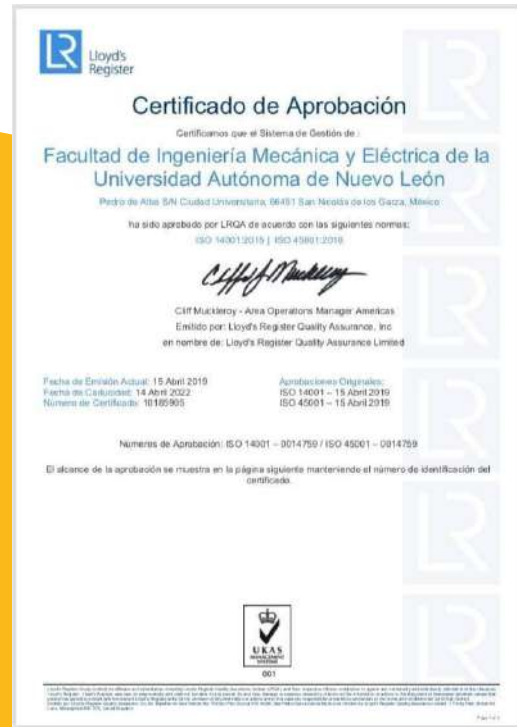 LR
Lloyd's
Register
Certificado de Aprobación
Certificamos que el Sistema de Gestión de :
Facultad de Ingeniería Mecánica y Eléctrica de la
Universidad Autónoma de Nuevo León
Pedro de Alba S/N Ciudad Universitaria, 66451 San Nicolás de los Garza, México
ha sido aprobado por LRQA de acuerdo con las siguientes normas:
ISO 14001:2015 | ISO 45001:2018
Cliff Muckleroy - Area Operations Manager Americas
Emitido por: Lloyd's Register Quality Assurance, Inc
en nombre de: Lloyd's Register Quality Assurance Limited
Fecha de Emisión Actual: 15 Abril 2019
Fecha de Caducidad: 14 Abril 2022
Número de Certificado: 10185905
Aprobaciones Originales:
ISO 14001 – 15 Abril 2019
ISO 45001 – 15 Abril 2019
Números de Aprobación: ISO 14001 – 0014759 / ISO 45001 – 0014759
El alcance de la aprobación se muestra en la página siguiente manteniendo el número de identificación del
certificado.
UKAS
MANAGEMENT
SYSTEMS
001